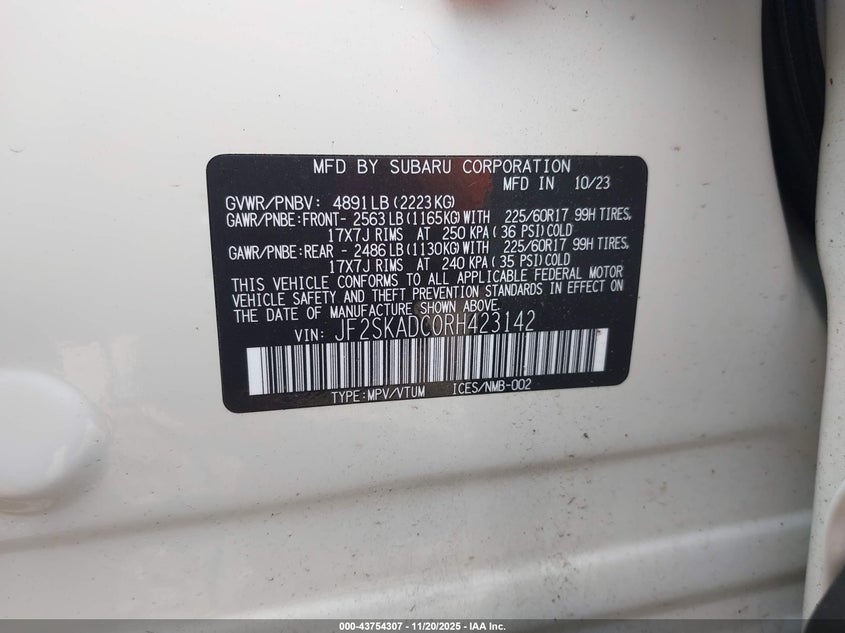 MFD BY SUBARU CORPORATION
MFD IN 10/23
GVWR/PNBV: 4891 LB (2223 KG)
GAWR/PNBE: FRONT- 2563 LB (1165KG) WITH 225/60R17 99H TIRES,
17X7J RIMS AT 250 KPA ( 36 PSI) COLD
GAWR/PNBE: REAR - 2486 LB (1130KG) WITH 225/60R17 99H TIRES,
17X7J RIMS AT 240 KPA ( 35 PSI) COLD
THIS VEHICLE CONFORMS TO ALL APPLICABLE FEDERAL MOTOR
VEHICLE SAFETY AND THEFT PREVENTION STANDARDS IN EFFECT ON
THE DATE OF MANUFACTURE SHOWN ABOVE.
VIN: JF2SKADC0RH423142
TYPE: MPV/VTUM ICES/NMB-002
000-43754307 - 11/20/2025 - IAA Inc.